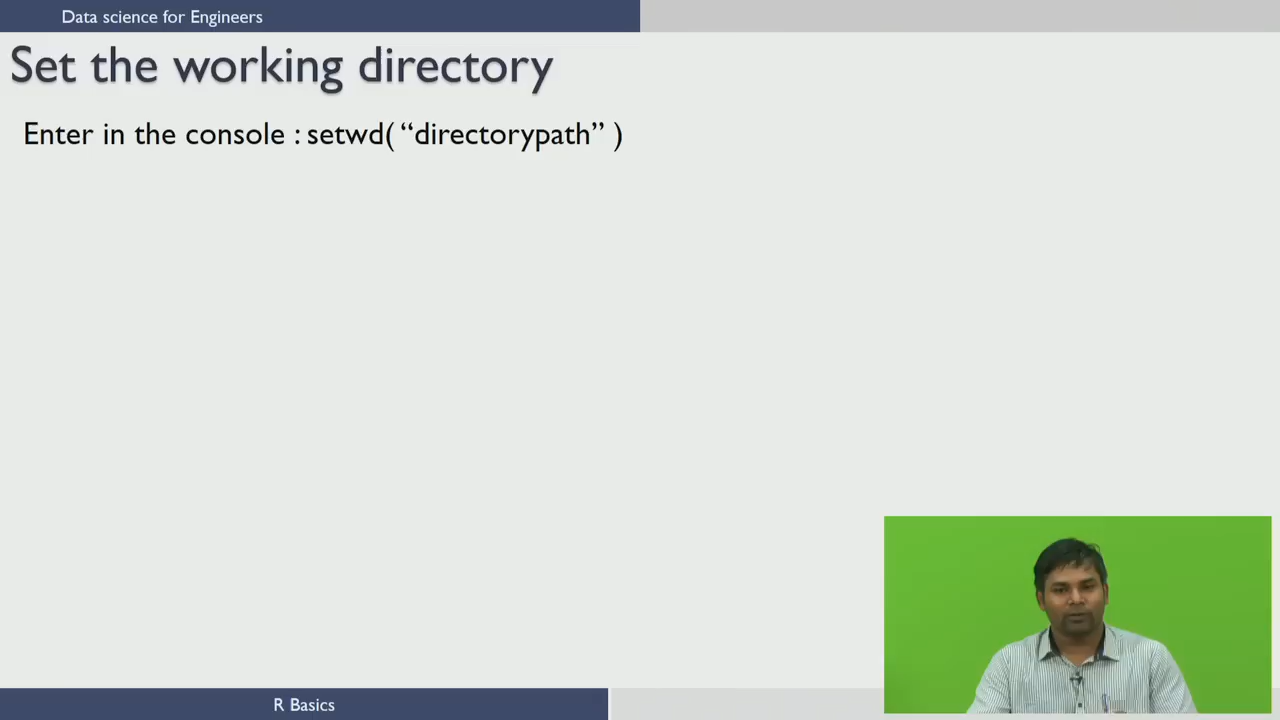 Data science for Engineers
Set the working directory
Enter in the console : setwd( “directorypath” )
R Basics